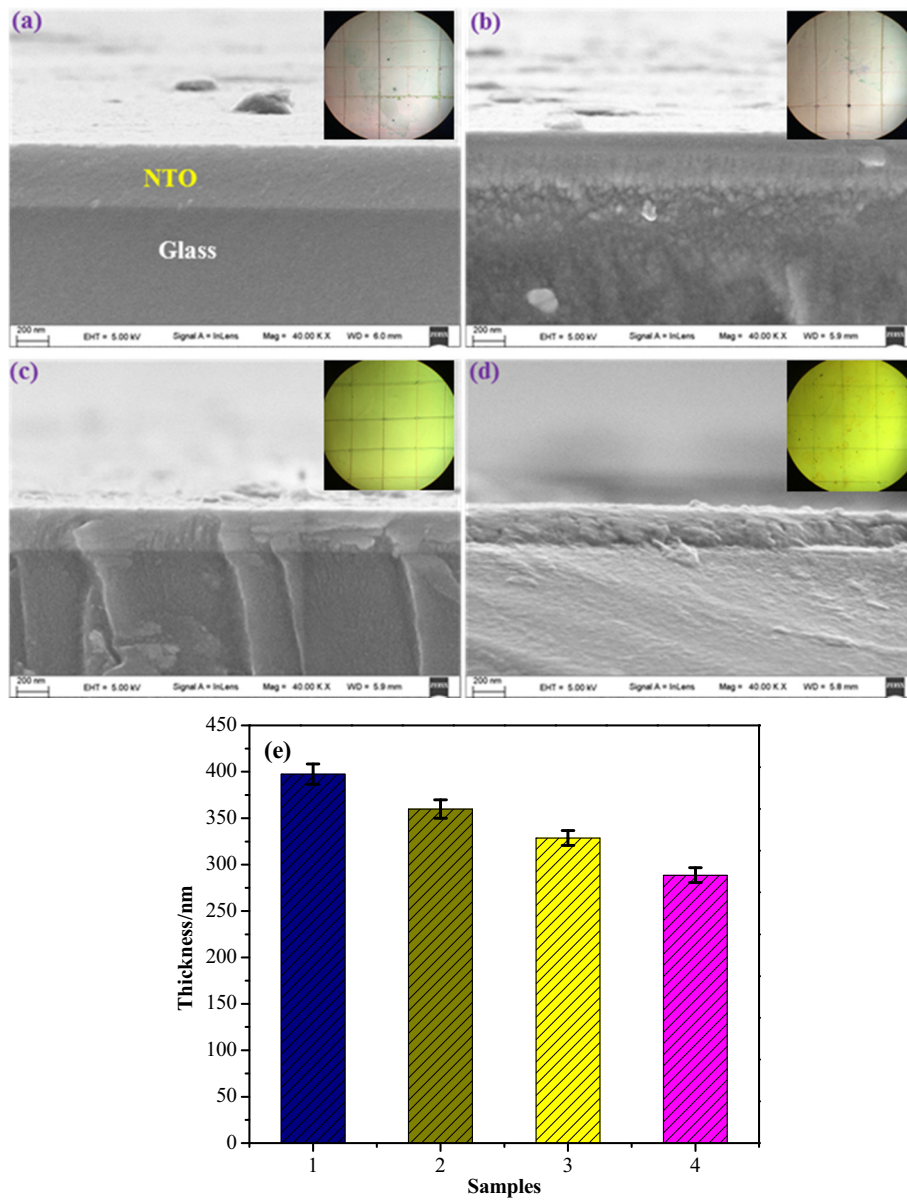 (a)
NTO
Glass
200 nm EHT = 5.00 kV Signal A = InLens Mag = 40.00 K X WD = 6.0 mm ZEISS
(b)
200 nm EHT = 5.00 kV Signal A = InLens Mag = 40.00 K X WD = 5.9 mm ZEISS
(c)
200 nm EHT = 5.00 kV Signal A = InLens Mag = 40.00 K X WD = 5.9 mm ZEISS
(d)
200 nm EHT = 5.00 kV Signal A = InLens Mag = 40.00 K X WD = 5.8 mm ZEISS
(e)
Thickness/nm
450
400
350
300
250
200
150
100
50
0
1 2 3 4
Samples